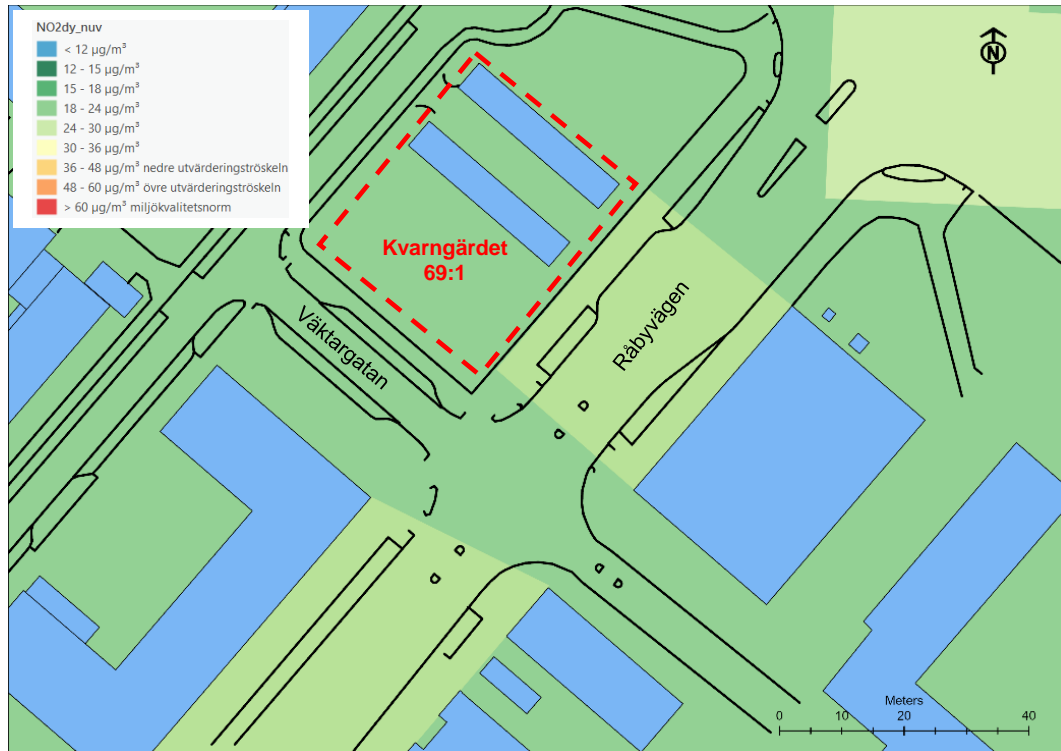 NO2dy_nuv
< 12 µg/m³
12 - 15 µg/m³
15 - 18 µg/m³
18 - 24 µg/m³
24 - 30 µg/m³
30 - 36 µg/m³
36 - 48 µg/m³ nedre utvärderingströskeln
48 - 60 µg/m³ övre utvärderingströskeln
> 60 µg/m³ miljökvalitetsnorm
N
Kvarngärdet
69:1
Väktargatan
Råbyvägen
Meters
0 10 20 40